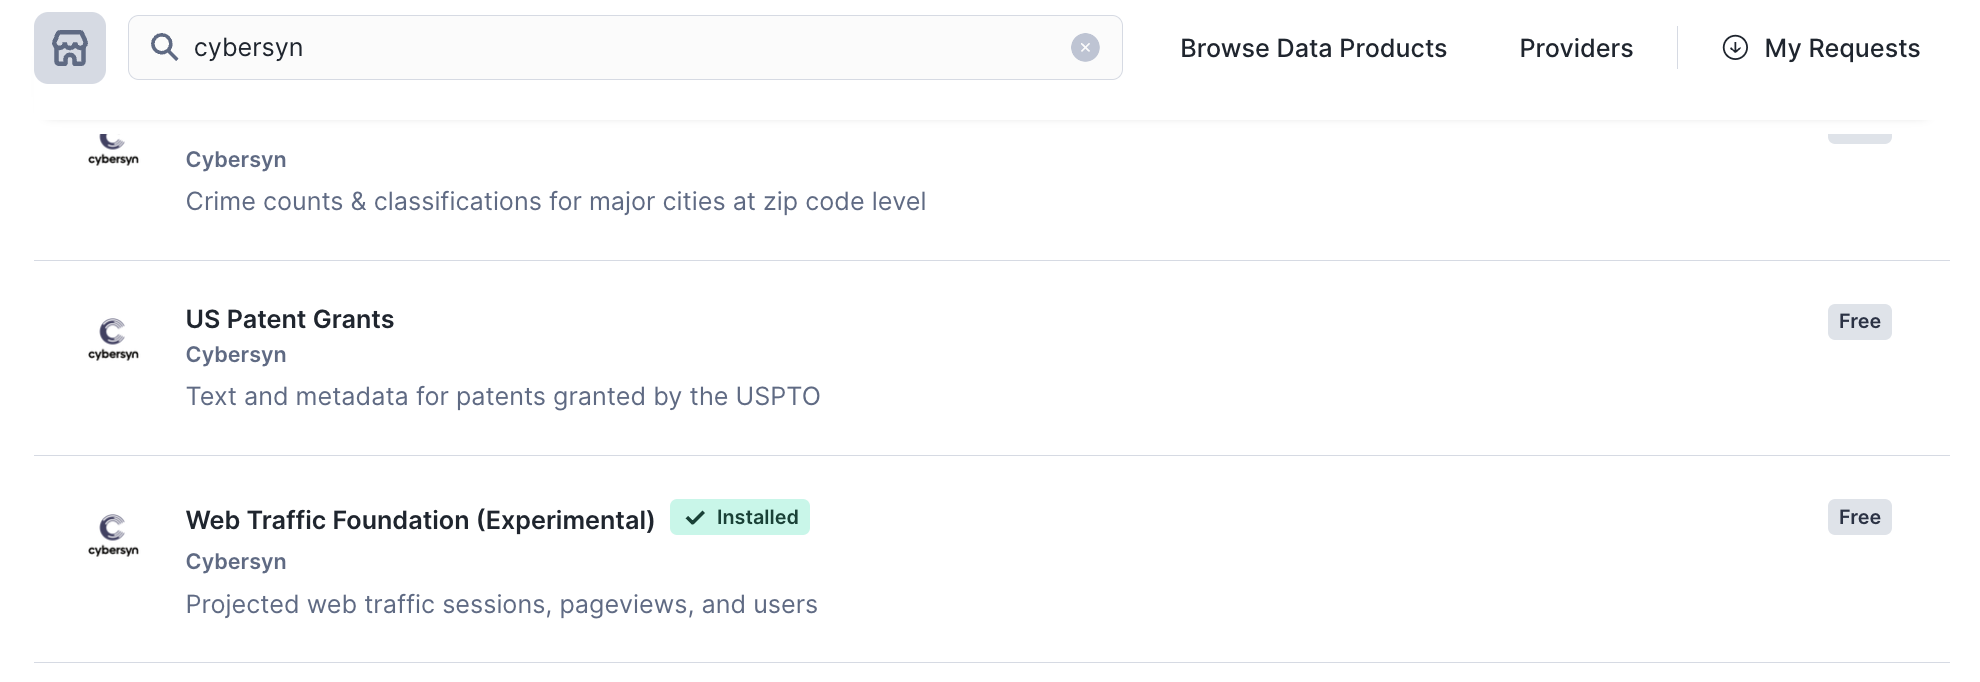 cybersyn
Browse Data Products
Providers
My Requests
cybersyn
Cybersyn
Crime counts & classifications for major cities at zip code level
US Patent Grants
Free
cybersyn
Cybersyn
Text and metadata for patents granted by the USPTO
Web Traffic Foundation (Experimental)
Installed
Free
cybersyn
Cybersyn
Projected web traffic sessions, pageviews, and users